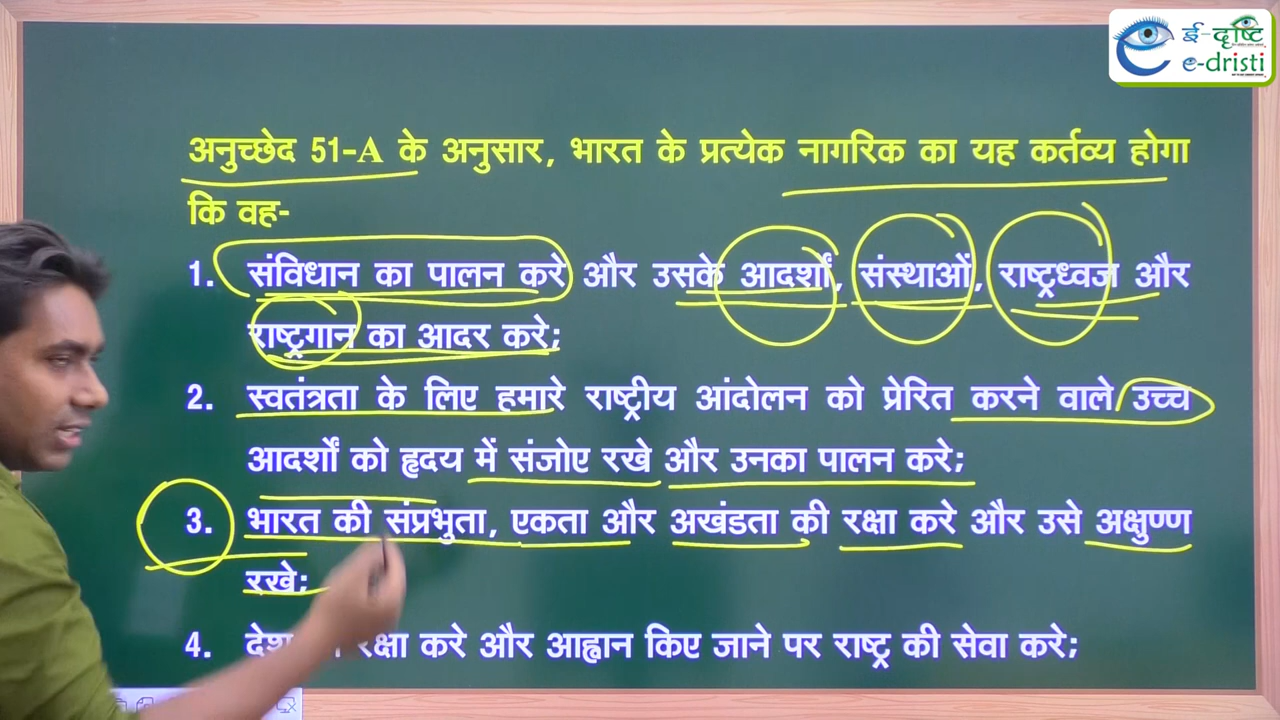 ई-दृष्टि
e-dristi
अनुच्छेद 51-A के अनुसार, भारत के प्रत्येक नागरिक का यह कर्तव्य होगा
कि वह-
1. संविधान का पालन करे और उसके आदर्शों, संस्थाओं, राष्ट्रध्वज और
राष्ट्रगान का आदर करे;
2. स्वतंत्रता के लिए हमारे राष्ट्रीय आंदोलन को प्रेरित करने वाले उच्च
आदर्शों को हृदय में संजोए रखे और उनका पालन करे;
3. भारत की संप्रभुता, एकता और अखंडता की रक्षा करे और उसे अक्षुण्ण
रखे;
4. रक्षा करे और आह्वान किए जाने पर राष्ट्र की सेवा करे;